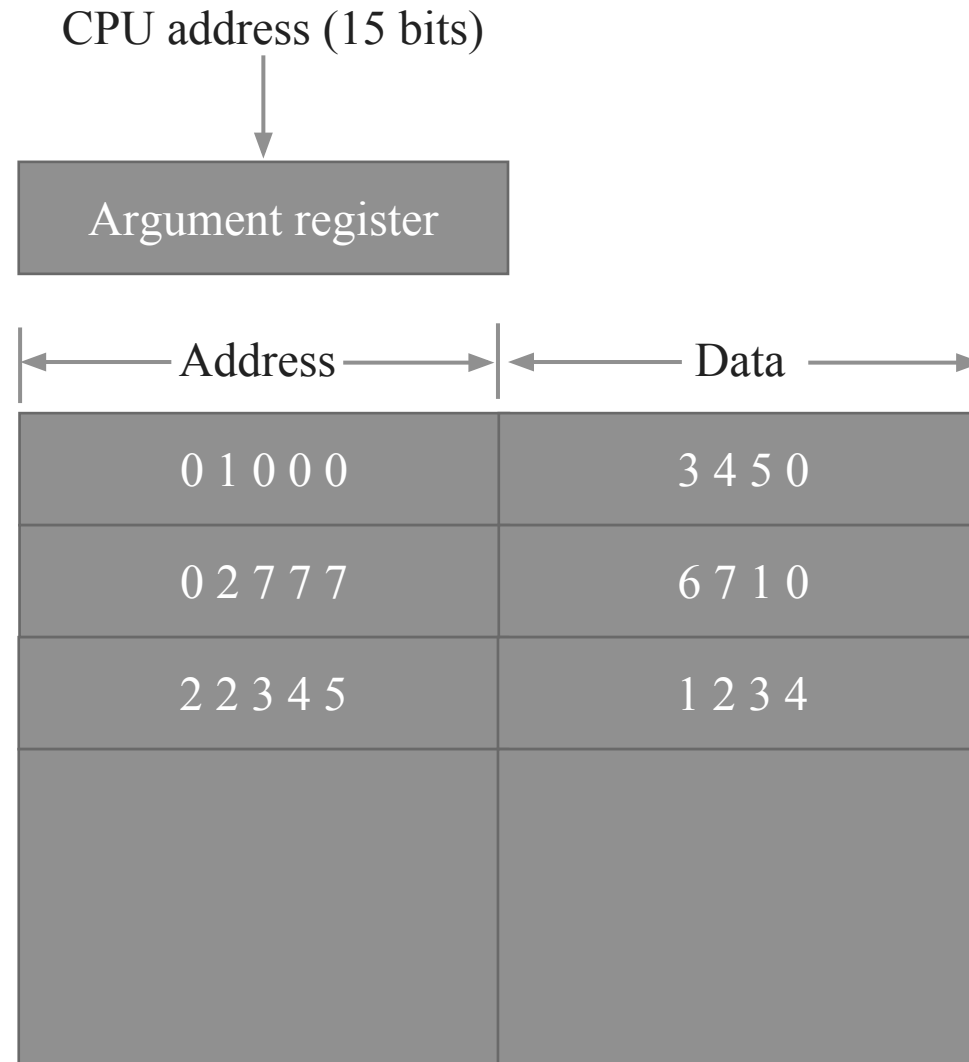 CPU address (15 bits)
Argument register
Address Data
0 1 0 0 0 3 4 5 0
0 2 7 7 7 6 7 1 0
2 2 3 4 5 1 2 3 4